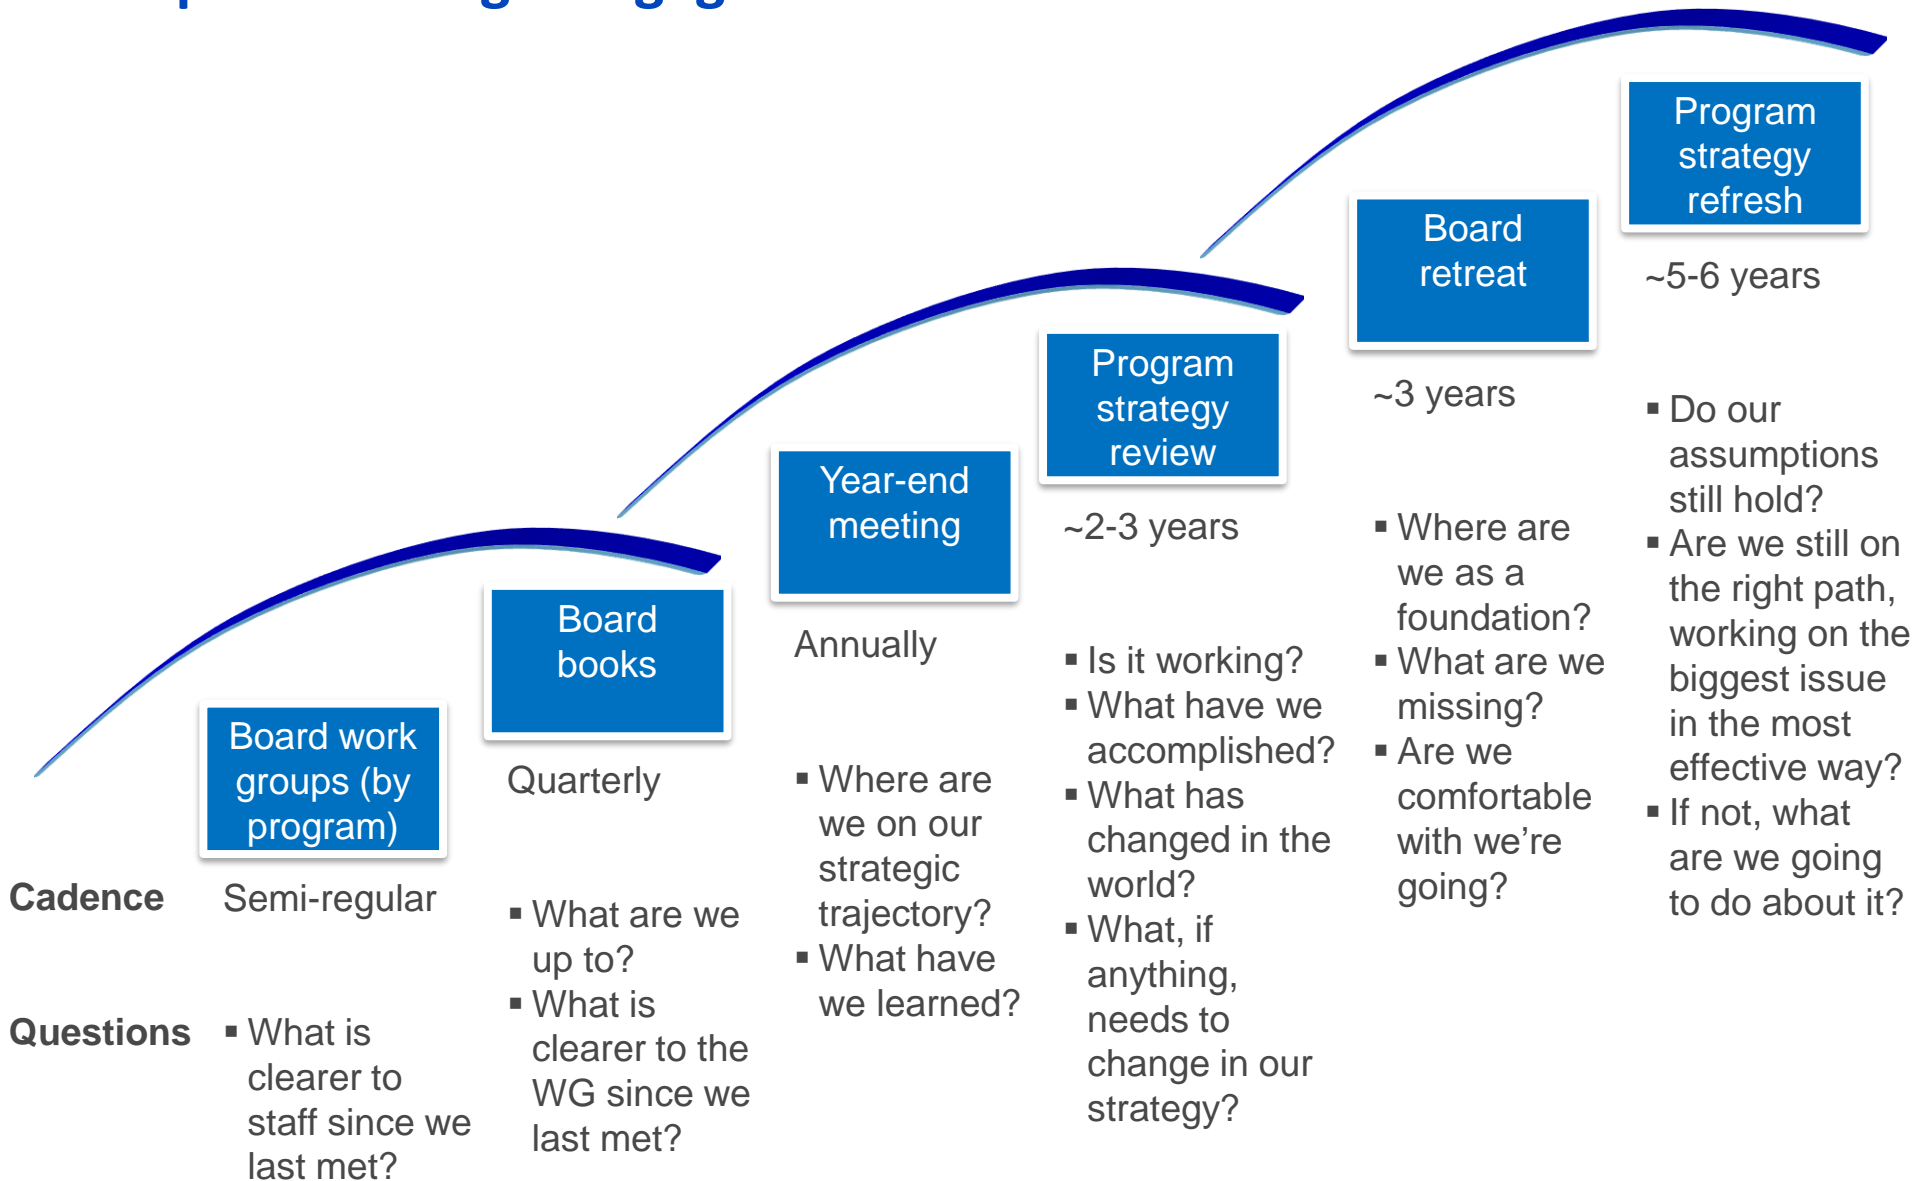 Program
strategy
refresh
~5-6 years
▪ Do our
assumptions
still hold?
▪ Are we still on
the right path,
working on the
biggest issue
in the most
effective way?
▪ If not, what
are we going
to do about it?
Board
retreat
~3 years
▪ Where are
we as a
foundation?
▪ What are we
missing?
▪ Are we
comfortable
with we’re
going?
Program
strategy
review
~2-3 years
▪ Is it working?
▪ What have we
accomplished?
▪ What has
changed in the
world?
▪ What, if
anything,
needs to
change in our
strategy?
Year-end
meeting
Annually
▪ Where are
we on our
strategic
trajectory?
▪ What have
we learned?
Board
books
Quarterly
▪ What are we
up to?
▪ What is
clearer to the
WG since we
last met?
Board work
groups (by
program)
Cadence
Semi-regular
Questions
▪ What is
clearer to
staff since we
last met?